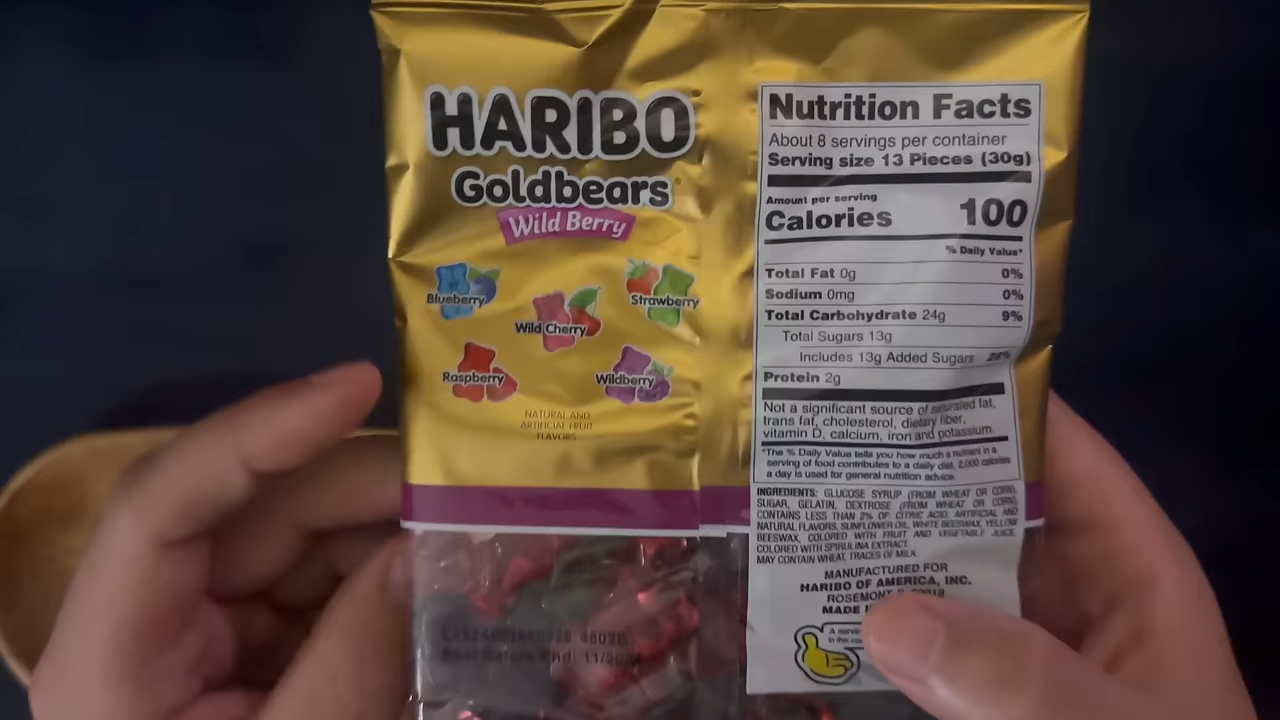 HARIBO
Goldbears
Wild Berry
Blueberry
Strawberry
Wild Cherry
Raspberry
Wildberry
NATURAL AND
ARTIFICIAL FRUIT
FLAVORS
11/202
Nutrition Facts
About 8 servings per container
Serving size 13 Pieces (30g)
Amount per serving
Calories 100
% Daily Value*
Total Fat 0g 0%
Sodium 0mg 0%
Total Carbohydrate 24g 9%
Total Sugars 13g
Includes 13g Added Sugars 26%
Protein 2g
Not a significant source of saturated fat,
trans fat, cholesterol, dietary fiber,
vitamin D, calcium, iron and potassium.
*The % Daily Value tells you how much a nutrient in a
serving of food contributes to a daily diet. 2,000 calories
a day is used for general nutrition advice.
INGREDIENTS: GLUCOSE SYRUP (FROM WHEAT OR CORN),
SUGAR, GELATIN, DEXTROSE (FROM WHEAT OR CORN),
CONTAINS LESS THAN 2% OF: CITRIC ACID, ARTIFICIAL AND
NATURAL FLAVORS, SUNFLOWER OIL, WHITE BEESWAX, YELLOW
BEESWAX, COLORED WITH FRUIT AND VEGETABLE JUICE,
COLORED WITH SPIRULINA EXTRACT.
MAY CONTAIN WHEAT, TRACES OF MILK.
MANUFACTURED FOR
HARIBO OF AMERICA, INC.
ROSEMONT
MADE
A
in the